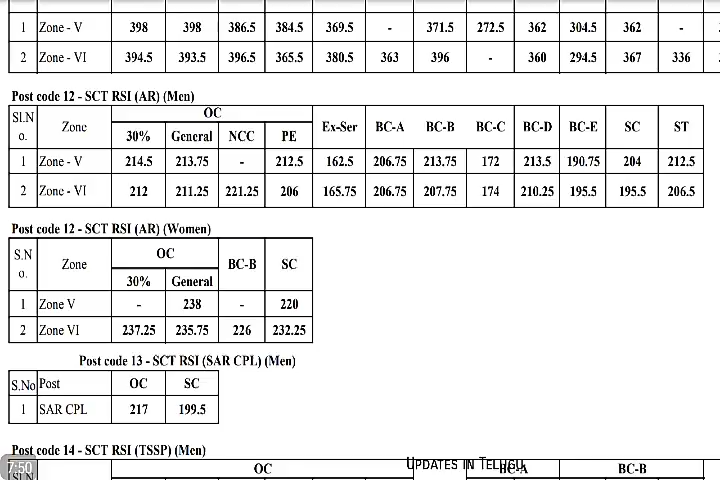 1 Zone - V 398 398 386.5 384.5 369.5 - 371.5 272.5 362 304.5 362 -
2 Zone - VI 394.5 393.5 396.5 365.5 380.5 363 396 - 360 294.5 367 336
Post code 12 - SCT RSI (AR) (Men)
Sl.N o. Zone OC Ex-Ser BC-A BC-B BC-C BC-D BC-E SC ST
30% General NCC PE
1 Zone - V 214.5 213.75 - 212.5 162.5 206.75 213.75 172 213.5 190.75 204 212.5
2 Zone - VI 212 211.25 221.25 206 165.75 206.75 207.75 174 210.25 195.5 195.5 206.5
Post code 12 - SCT RSI (AR) (Women)
S.N o. Zone OC BC-B SC
30% General
1 Zone V - 238 - 220
2 Zone VI 237.25 235.75 226 232.25
Post code 13 - SCT RSI (SAR CPL) (Men)
S.No Post OC SC
1 SAR CPL 217 199.5
Post code 14 - SCT RSI (TSSP) (Men)
7:50
OC BC-A BC-B
UPDATES IN TELUGU